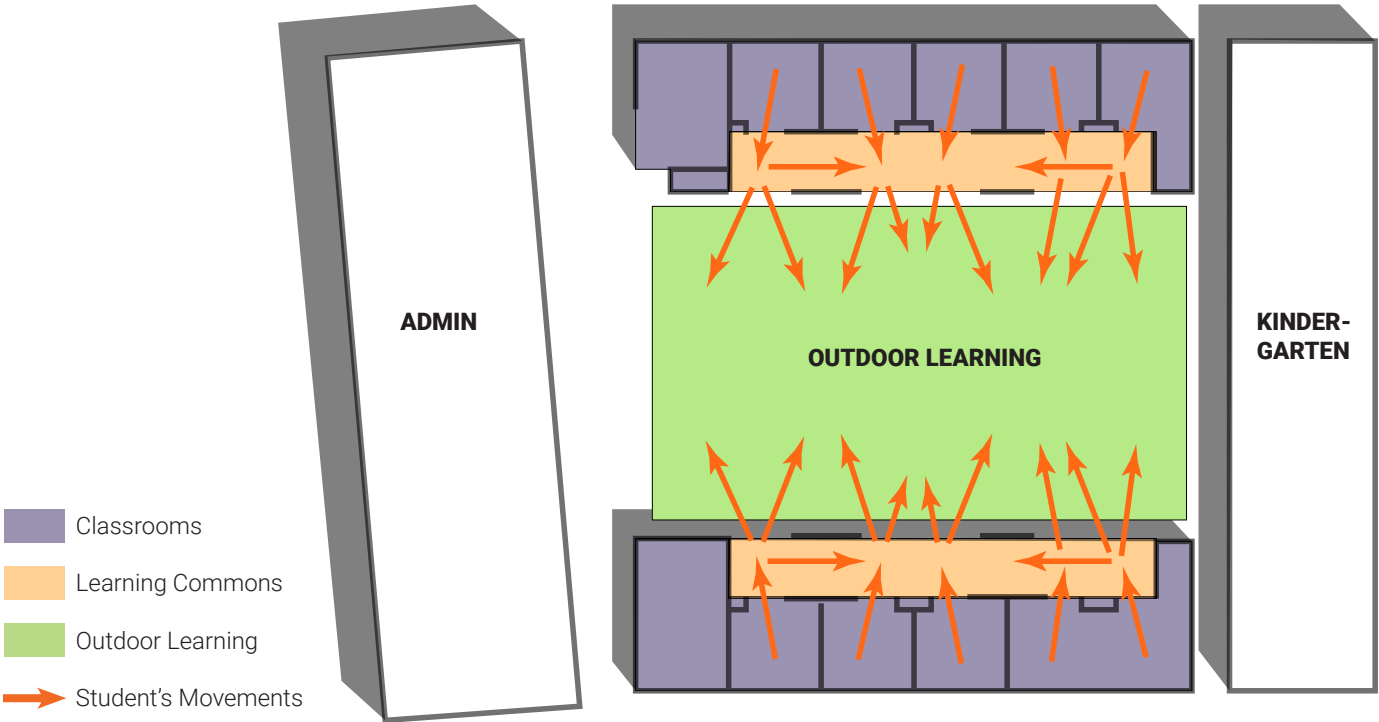 ADMIN
OUTDOOR LEARNING
KINDER-
GARTEN
Classrooms
Learning Commons
Outdoor Learning
Student’s Movements